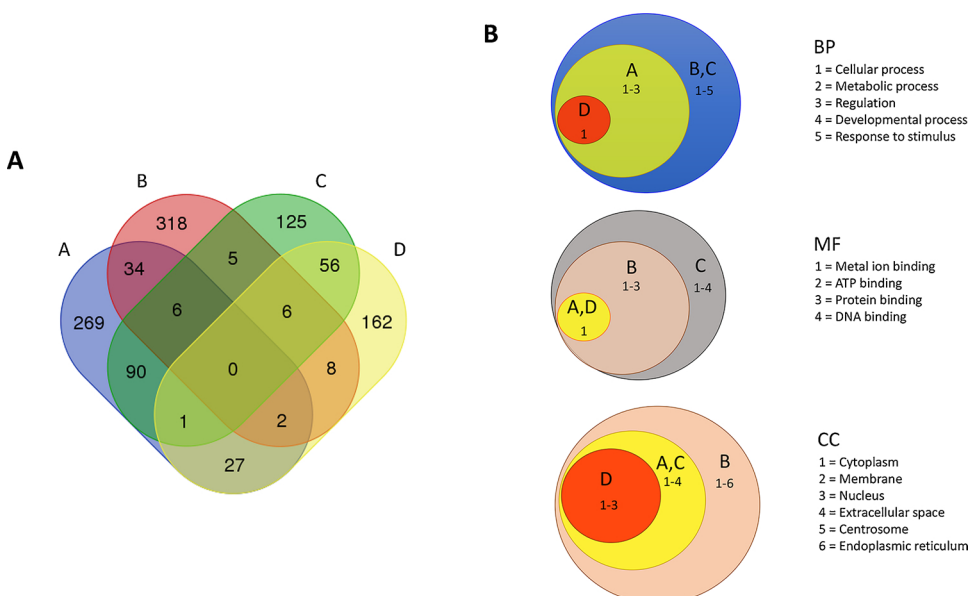 A
B
C
A
D
318
125
34
5
56
269
6
6
162
90
0
8
1
2
27
B
A
1-3
B,C
1-5
D
1
BP
1 = Cellular process
2 = Metabolic process
3 = Regulation
4 = Developmental process
5 = Response to stimulus
B
1-3
C
1-4
A,D
1
MF
1 = Metal ion binding
2 = ATP binding
3 = Protein binding
4 = DNA binding
D
1-3
A,C
1-4
B
1-6
CC
1 = Cytoplasm
2 = Membrane
3 = Nucleus
4 = Extracellular space
5 = Centrosome
6 = Endoplasmic reticulum